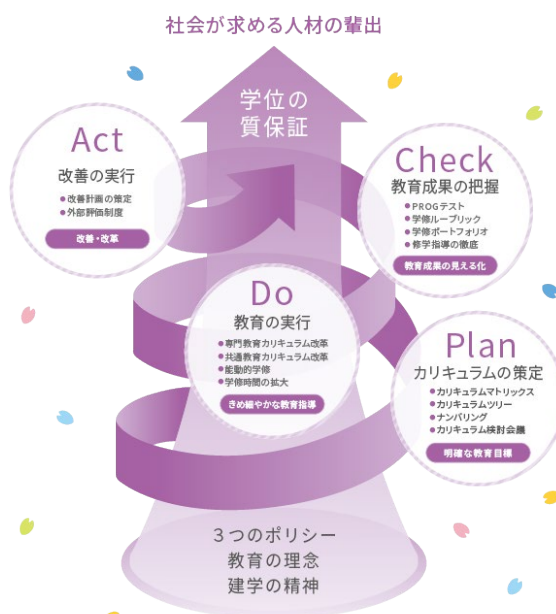 社会が求める人材の輩出
学位の
質保証
Act
改善の実行
●改善計画の策定
●外部評価制度
改善・改革
Check
教育成果の把握
●PROGテスト
●学修ルーブリック
●学修ポートフォリオ
●修学指導の徹底
教育成果の見える化
Do
教育の実行
●専門教育カリキュラム改革
●共通教育カリキュラム改革
●能動的学修
●学修時間の拡大
きめ細やかな教育指導
Plan
カリキュラムの策定
●カリキュラムマトリックス
●カリキュラムツリー
●ナンバリング
●カリキュラム検討会議
明確な教育目標
3つのポリシー
教育の理念
建学の精神